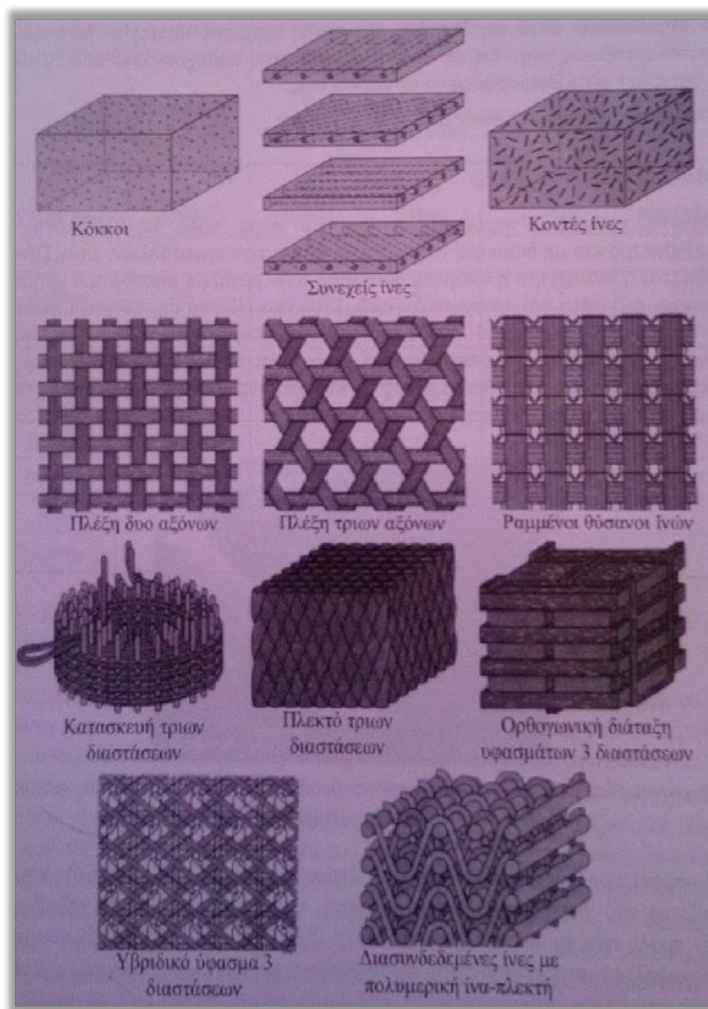 Κόκκοι
Συνεχείς ίνες
Κοντές ίνες
Πλέξη δυο αξόνων
Πλέξη τριων αξόνων
Ραμμένοι θύσανοι Ινών
Κατασκευή τριων
διαστάσεων
Πλεκτό τριων
διαστάσεων
Ορθογωνική διάταξη
υφασμάτων 3 διαστάσεων
Υβριδικό ύφασμα 3
διαστάσεων
Διασυνδεδεμένες ίνες με
πολυμερική ίνα-πλεκτή